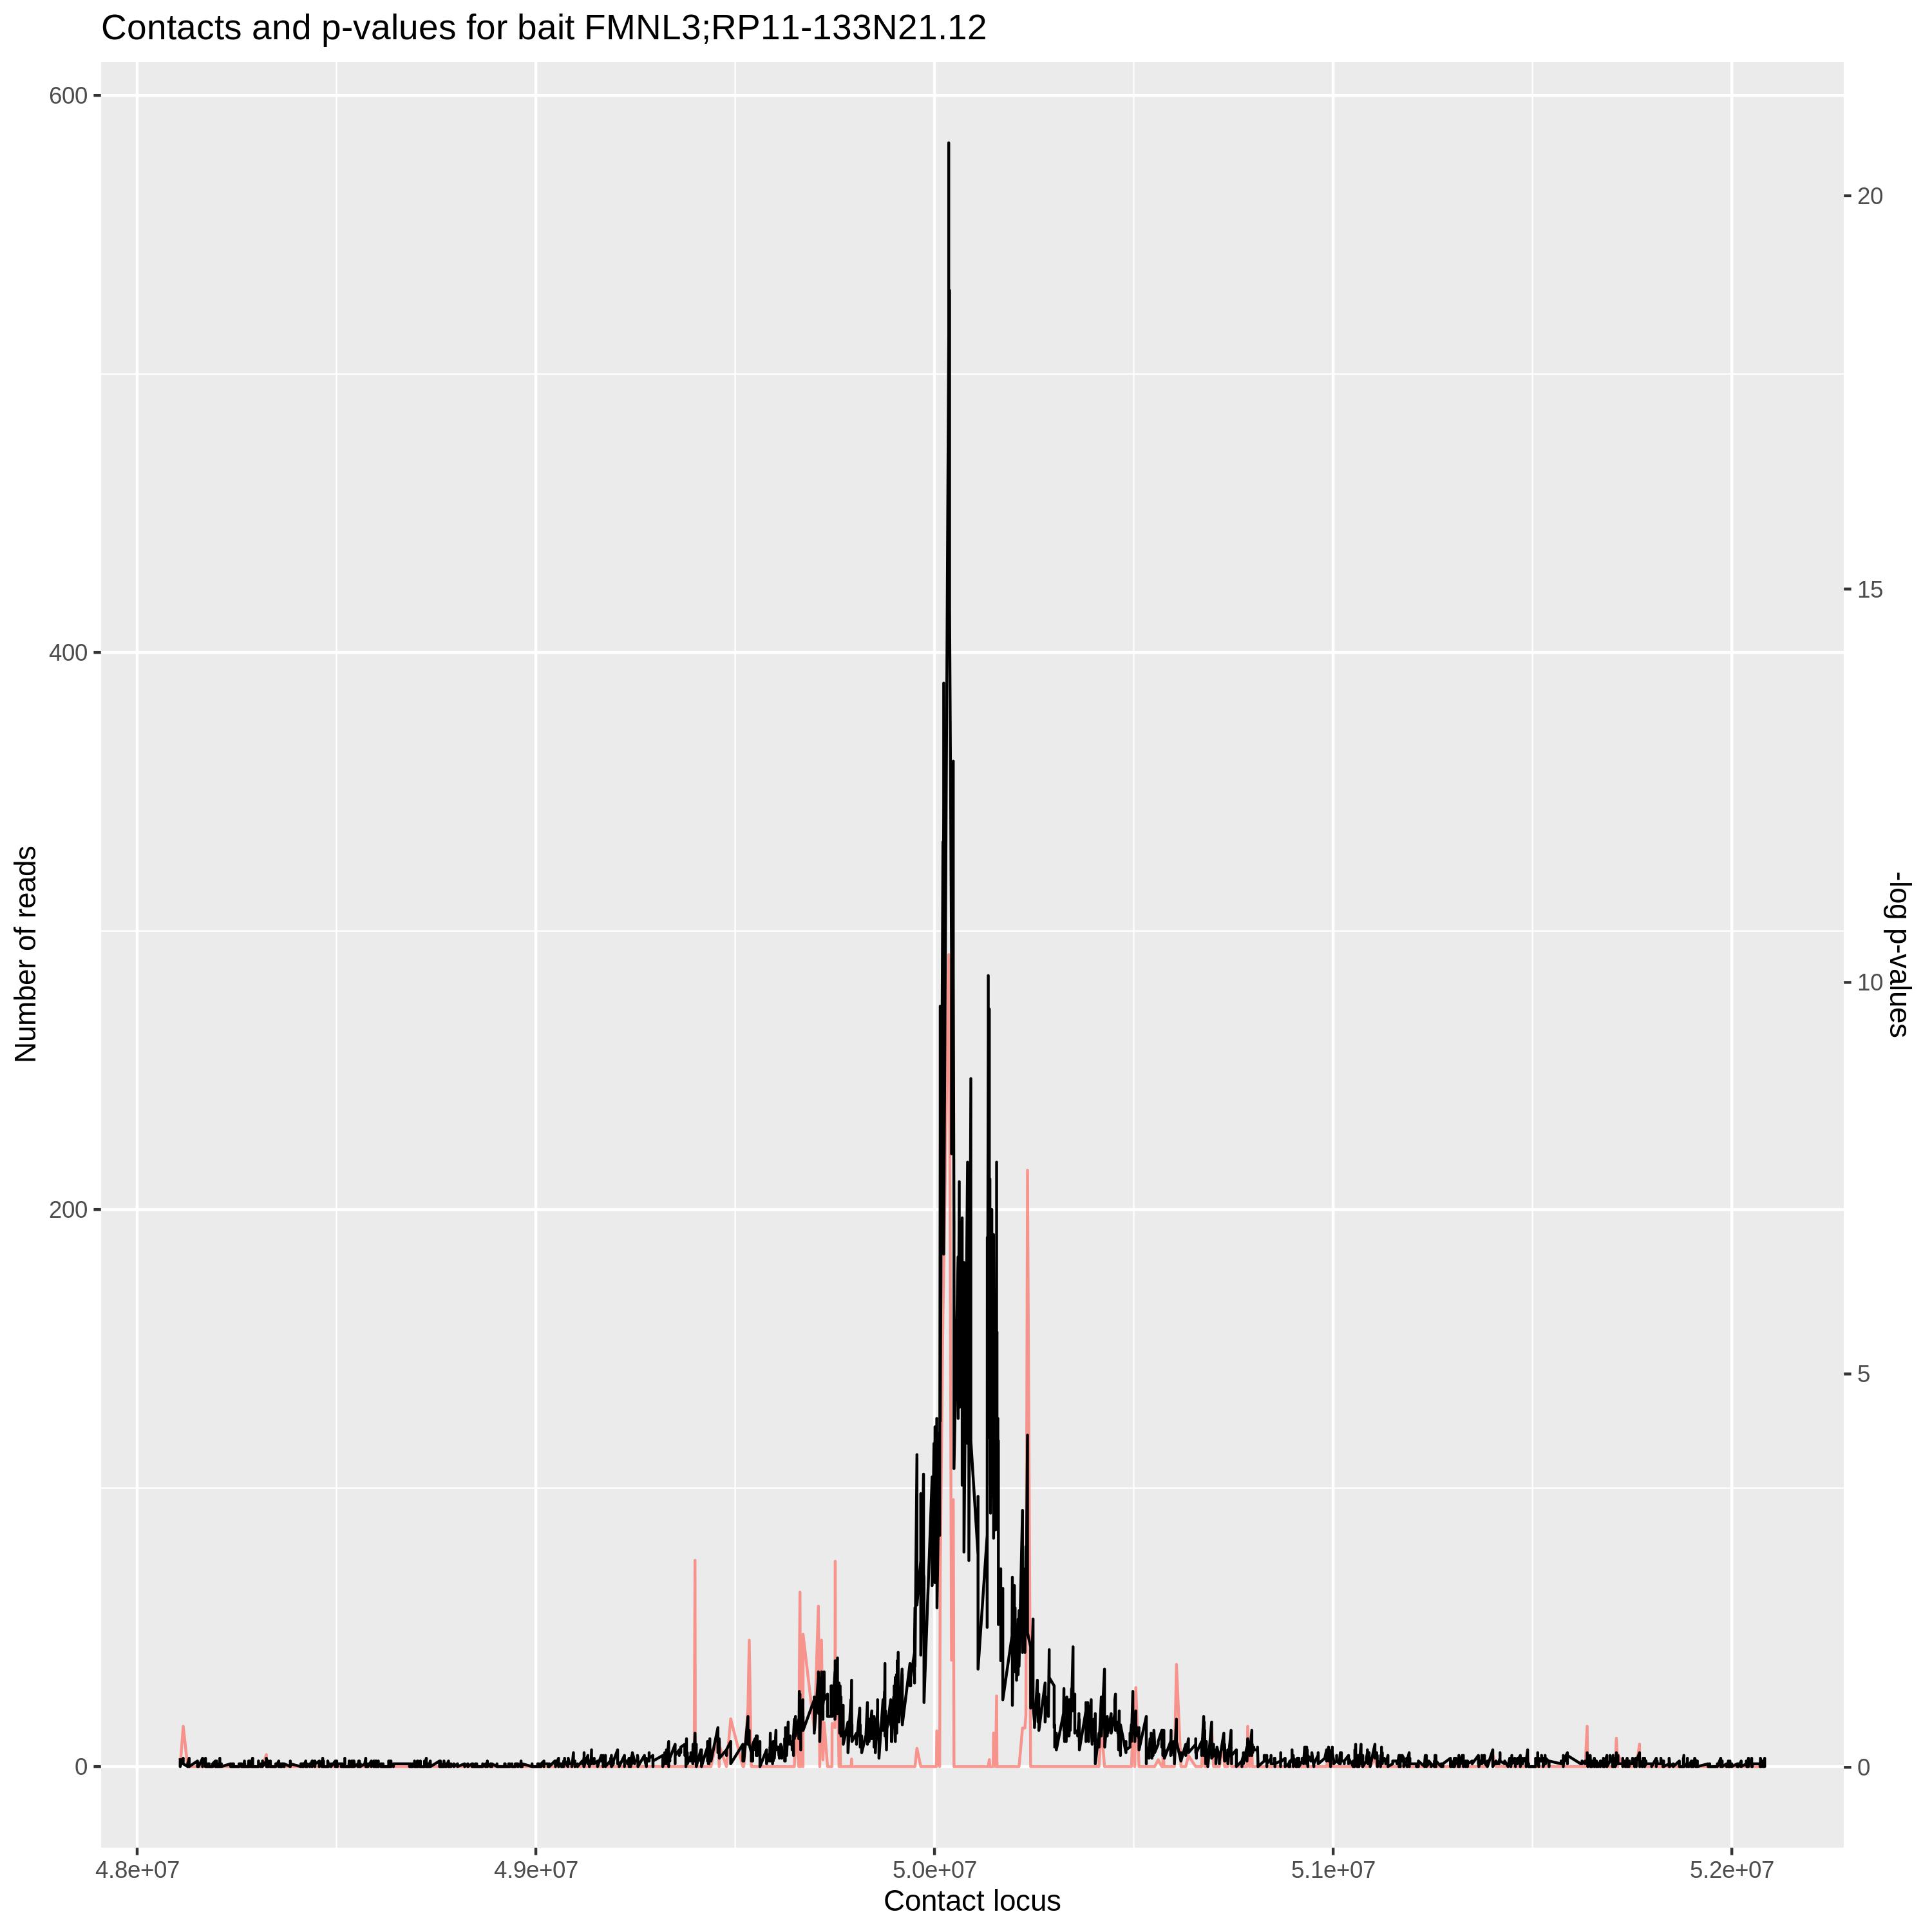 Contacts and p-values for bait FMNL3;RP11-133N21.12
600
400
200
0
Number of reads
20
15
10
5
0
-log p-values
4.8e+07 4.9e+07 5.0e+07 5.1e+07 5.2e+07
Contact locus